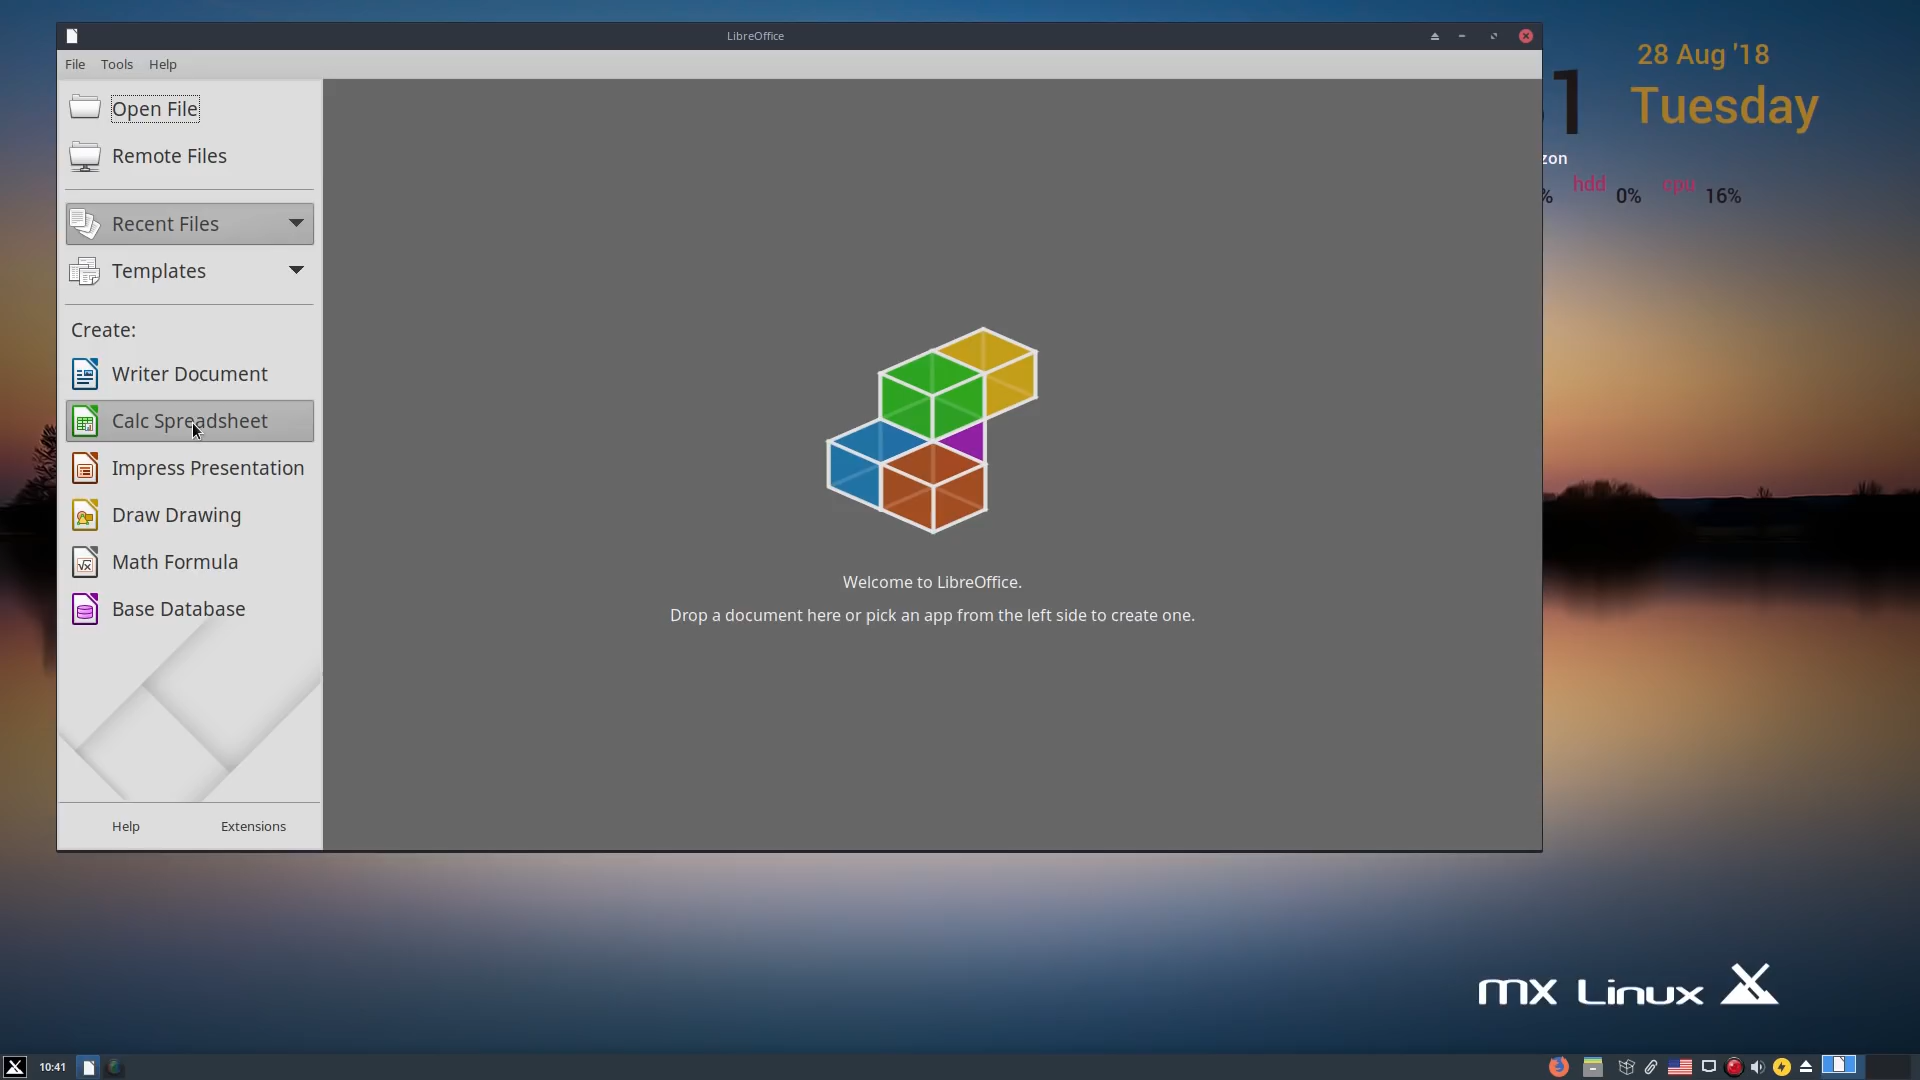 LibreOffice
File Tools Help
Open File
Remote Files
Recent Files
Templates
Create:
Writer Document
Calc Spreadsheet
Impress Presentation
Draw Drawing
Math Formula
Base Database
Help Extensions
Welcome to LibreOffice.
Drop a document here or pick an app from the left side to create one.
28 Aug '18
1 Tuesday
zon
% hdd 0% cpu 16%
mx Linux
10:41